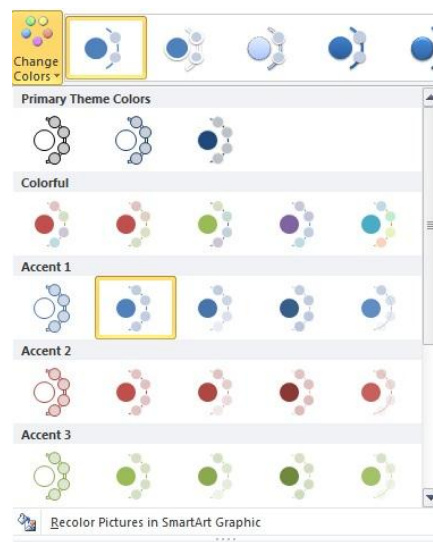 Change
Colors
Primary Theme Colors
Colorful
Accent 1
Accent 2
Accent 3
Recolor Pictures in SmartArt Graphic